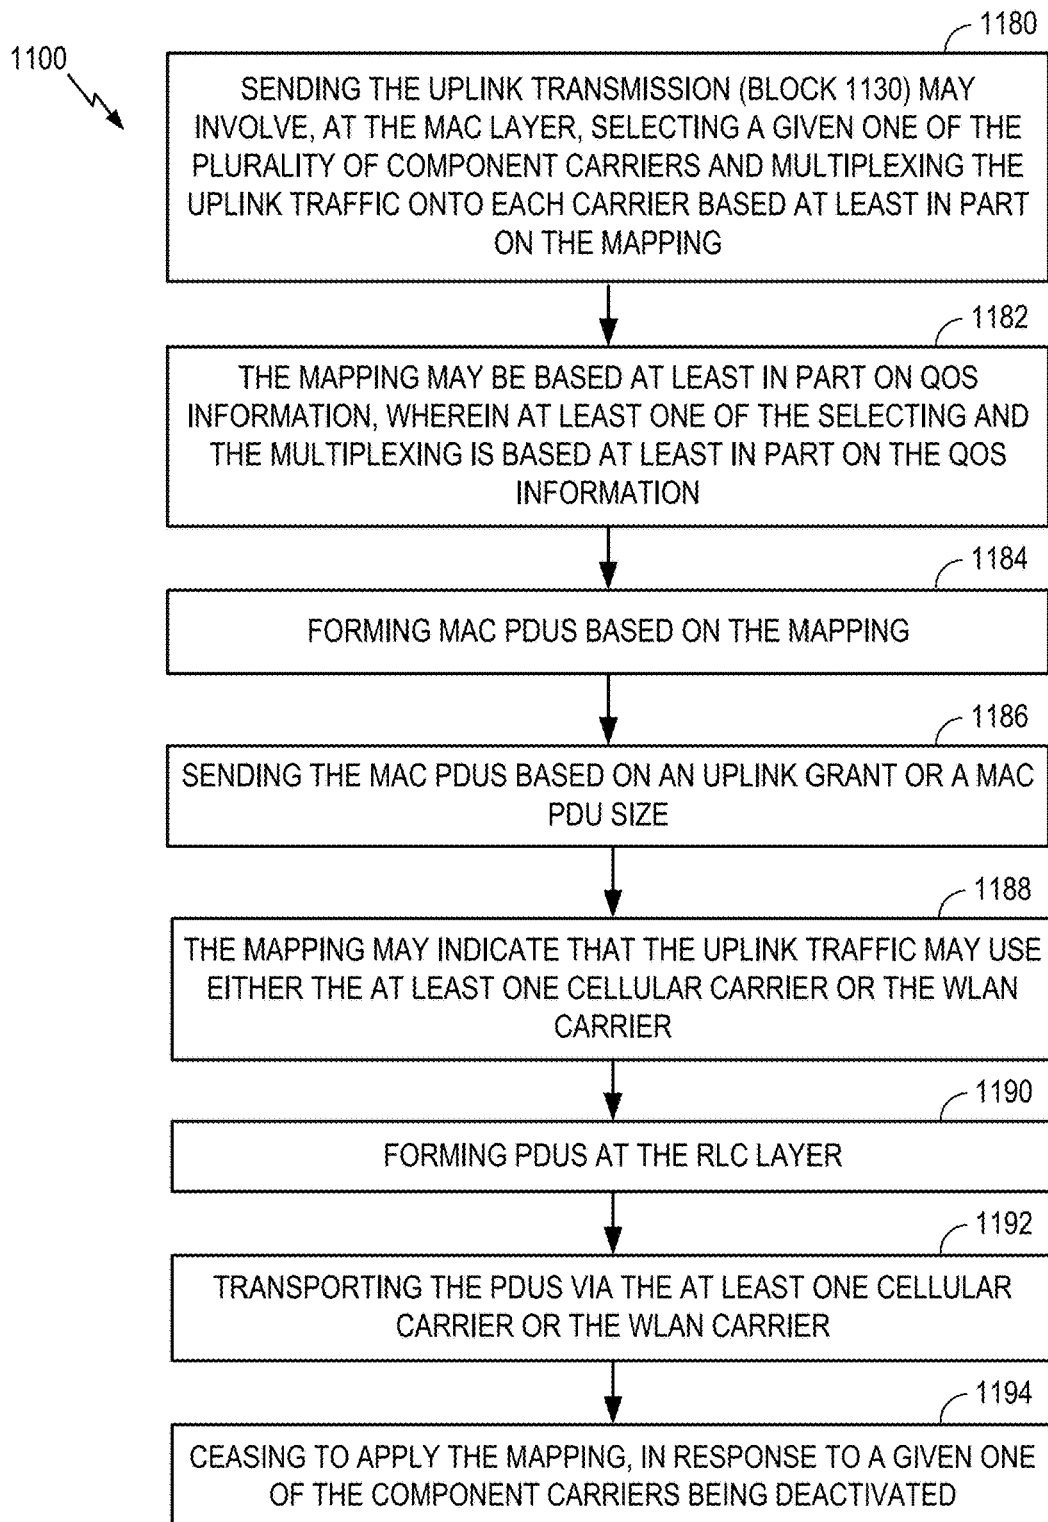 1100
1180
SENDING THE UPLINK TRANSMISSION (BLOCK 1130) MAY
INVOLVE, AT THE MAC LAYER, SELECTING A GIVEN ONE OF THE
PLURALITY OF COMPONENT CARRIERS AND MULTIPLEXING THE
UPLINK TRAFFIC ONTO EACH CARRIER BASED AT LEAST IN PART
ON THE MAPPING
1182
THE MAPPING MAY BE BASED AT LEAST IN PART ON QOS
INFORMATION, WHEREIN AT LEAST ONE OF THE SELECTING AND
THE MULTIPLEXING IS BASED AT LEAST IN PART ON THE QOS
INFORMATION
1184
FORMING MAC PDUS BASED ON THE MAPPING
1186
SENDING THE MAC PDUS BASED ON AN UPLINK GRANT OR A MAC
PDU SIZE
1188
THE MAPPING MAY INDICATE THAT THE UPLINK TRAFFIC MAY USE
EITHER THE AT LEAST ONE CELLULAR CARRIER OR THE WLAN
CARRIER
1190
FORMING PDUS AT THE RLC LAYER
1192
TRANSPORTING THE PDUS VIA THE AT LEAST ONE CELLULAR
CARRIER OR THE WLAN CARRIER
1194
CEASING TO APPLY THE MAPPING, IN RESPONSE TO A GIVEN ONE
OF THE COMPONENT CARRIERS BEING DEACTIVATED